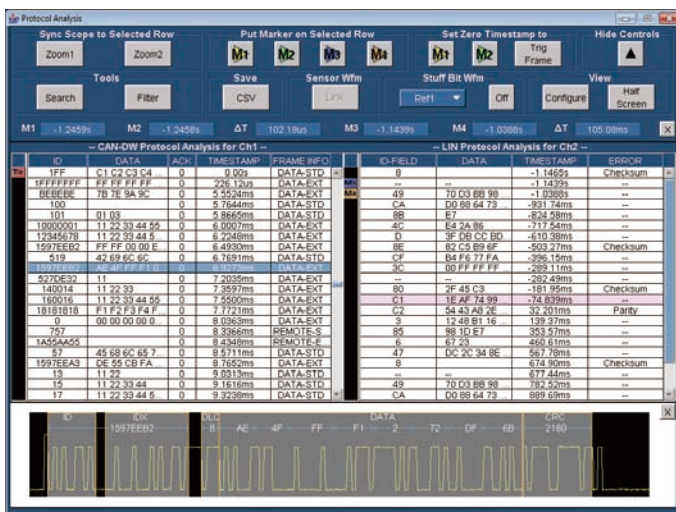 Protocol Analysis
Sync Scope to Selected Row
Put Marker on Selected Row
Set Zero Timestamp to
Hide Controls
Zoom1 Zoom2 M1 M2 M3 M4 M1 M2 Trig Frame
Tools Save Sensor Wfm Stuff Bit Wfm View
Search Filter CSV Link Ref1 Off Configure Half Screen
M1 -1.2459s M2 -1.2458s ΔT 102.19us M3 -1.1439s M4 -1.0388s ΔT 105.08ms X
-- CAN-DW Protocol Analysis for Ch1 --
ID DATA ACK TIMESTAMP FRAME INFO
1FF C1 C2 C3 C4 ... 0 0.00s DATA-STD
1FFFFFFF FF FF FF FF ... 0 226.12us DATA-EXT
BEBEBE 7B 7E 9A 9C 0 5.5524ms DATA-EXT
100 0 5.7644ms DATA-STD
101 01 03 0 5.8665ms DATA-STD
10000001 11 22 33 44 55 0 6.0007ms DATA-EXT
12345678 11 22 33 44 5... 0 6.2248ms DATA-EXT
1597EEB2 FF FF 00 00 E... 0 6.4930ms DATA-EXT
519 42 69 6C 6C 0 6.7691ms DATA-STD
1597EEB2 AE 4F FF F1 0... 0 DATA-EXT
527DE32 11 0 7.2035ms DATA-EXT
140014 11 22 33 0 7.3597ms DATA-EXT
160016 11 22 33 44 55 0 7.5500ms DATA-EXT
18181818 F1 F2 F3 F4 F... 0 7.7721ms DATA-EXT
0 00 00 00 00 0... 0 8.0363ms DATA-EXT
757 0 8.3366ms REMOTE-S
1A55AA55 0 8.4348ms REMOTE-E
57 45 68 6C 65 7... 0 8.5711ms DATA-STD
1597EEA3 DE 55 CB FA ... 0 8.7652ms DATA-EXT
13 11 22 0 9.0313ms DATA-STD
15 11 22 33 44 0 9.1616ms DATA-STD
17 11 22 33 44 5... 0 9.3238ms DATA-STD
-- LIN Protocol Analysis for Ch2 --
ID-FIELD DATA TIMESTAMP ERROR
8 -1.1465s Checksum
-- -- -1.1439s --
49 70 D3 BB 98 -1.0388s --
CA D0 88 64 73 ... -931.74ms --
8B E7 -824.58ms --
4C E4 2A 86 -717.54ms --
D 3F DB CC BD ... -610.38ms --
8E 82 C5 B9 6F ... -503.27ms Checksum
CF B4 F6 77 FA ... -396.15ms --
3C 00 FF FF FF ... -289.11ms --
-- -- -282.49ms --
80 2F 45 C3 -181.95ms Checksum
C1 1E AF 74 99 -74.839ms --
C2 54 43 A8 2E ... 32.201ms Parity
3 12 48 B1 16 ... 139.37ms --
85 98 1D E7 353.57ms --
6 67 23 460.61ms --
47 DC 2C 34 8E ... 567.78ms --
8 674.90ms Checksum
-- -- 677.44ms --
49 70 D3 BB 98 782.52ms --
CA D0 88 64 73 ... 889.69ms --
ID IDX DLC DATA CRC X
1597EEB2 8 AE 4F FF F1 2 72 DF 6B 2180